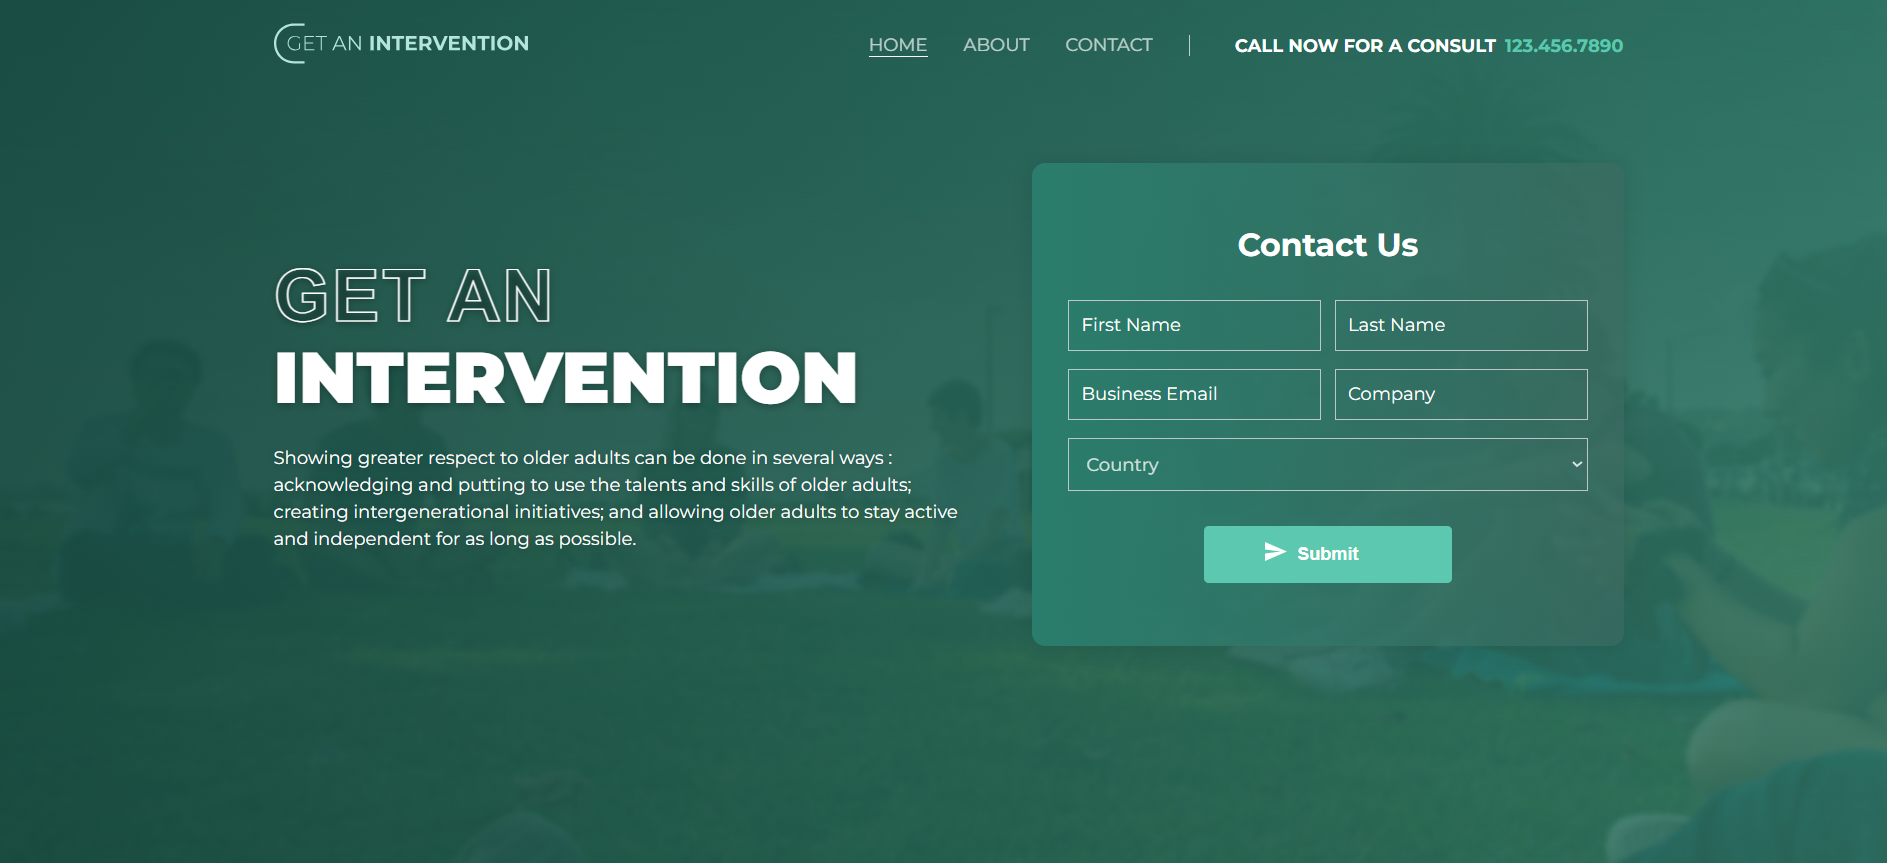 GET AN INTERVENTION
HOME
ABOUT
CONTACT
CALL NOW FOR A CONSULT 123.456.7890
GET AN
INTERVENTION
Showing greater respect to older adults can be done in several ways :
acknowledging and putting to use the talents and skills of older adults;
creating intergenerational initiatives; and allowing older adults to stay active
and independent for as long as possible.
Contact Us
First Name
Last Name
Business Email
Company
Country
Submit